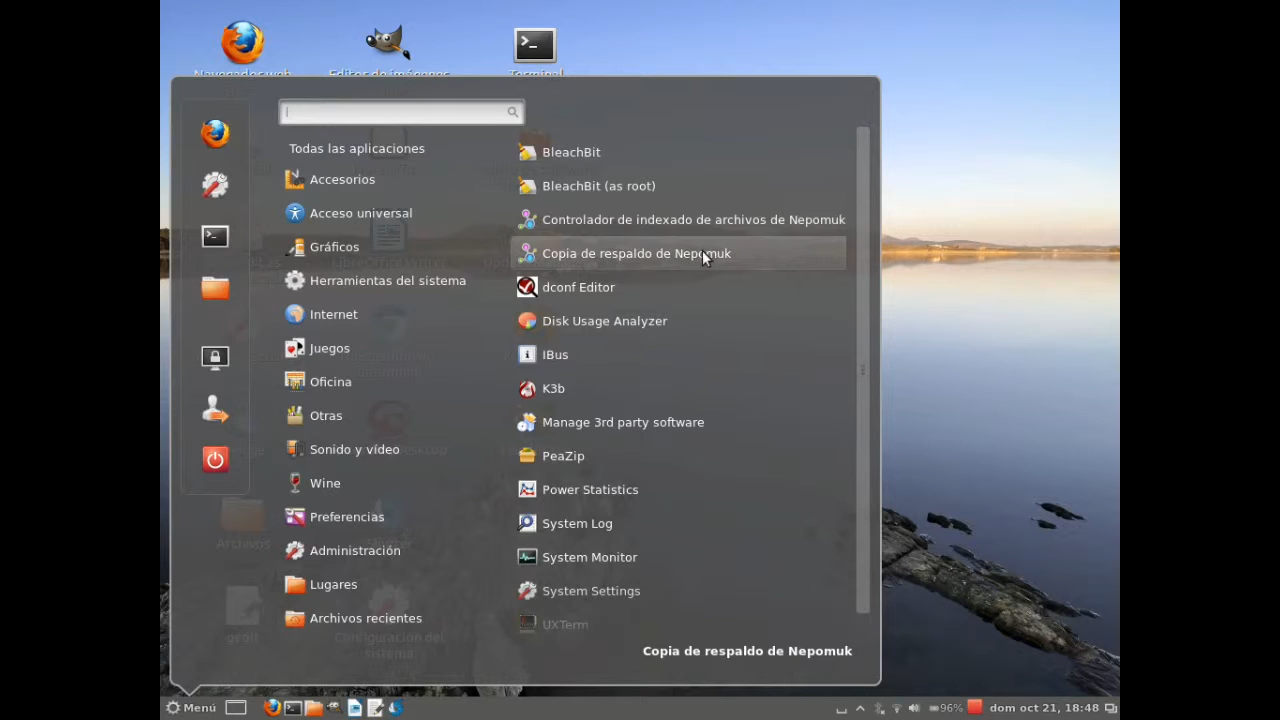 Navegador web
Editor de imágenes
Terminal
Todas las aplicaciones
Accesorios
Acceso universal
Gráficos
Herramientas del sistema
Internet
Juegos
Oficina
Otras
Sonido y vídeo
Wine
Preferencias
Administración
Lugares
Archivos recientes
BleachBit
BleachBit (as root)
Controlador de indexado de archivos de Nepomuk
Copia de respaldo de Nepomuk
dconf Editor
Disk Usage Analyzer
IBus
K3b
Manage 3rd party software
PeaZip
Power Statistics
System Log
System Monitor
System Settings
UXTerm
Archivos
Configuración del
sistema
Copia de respaldo de Nepomuk
Menú
96%
dom oct 21, 18:48